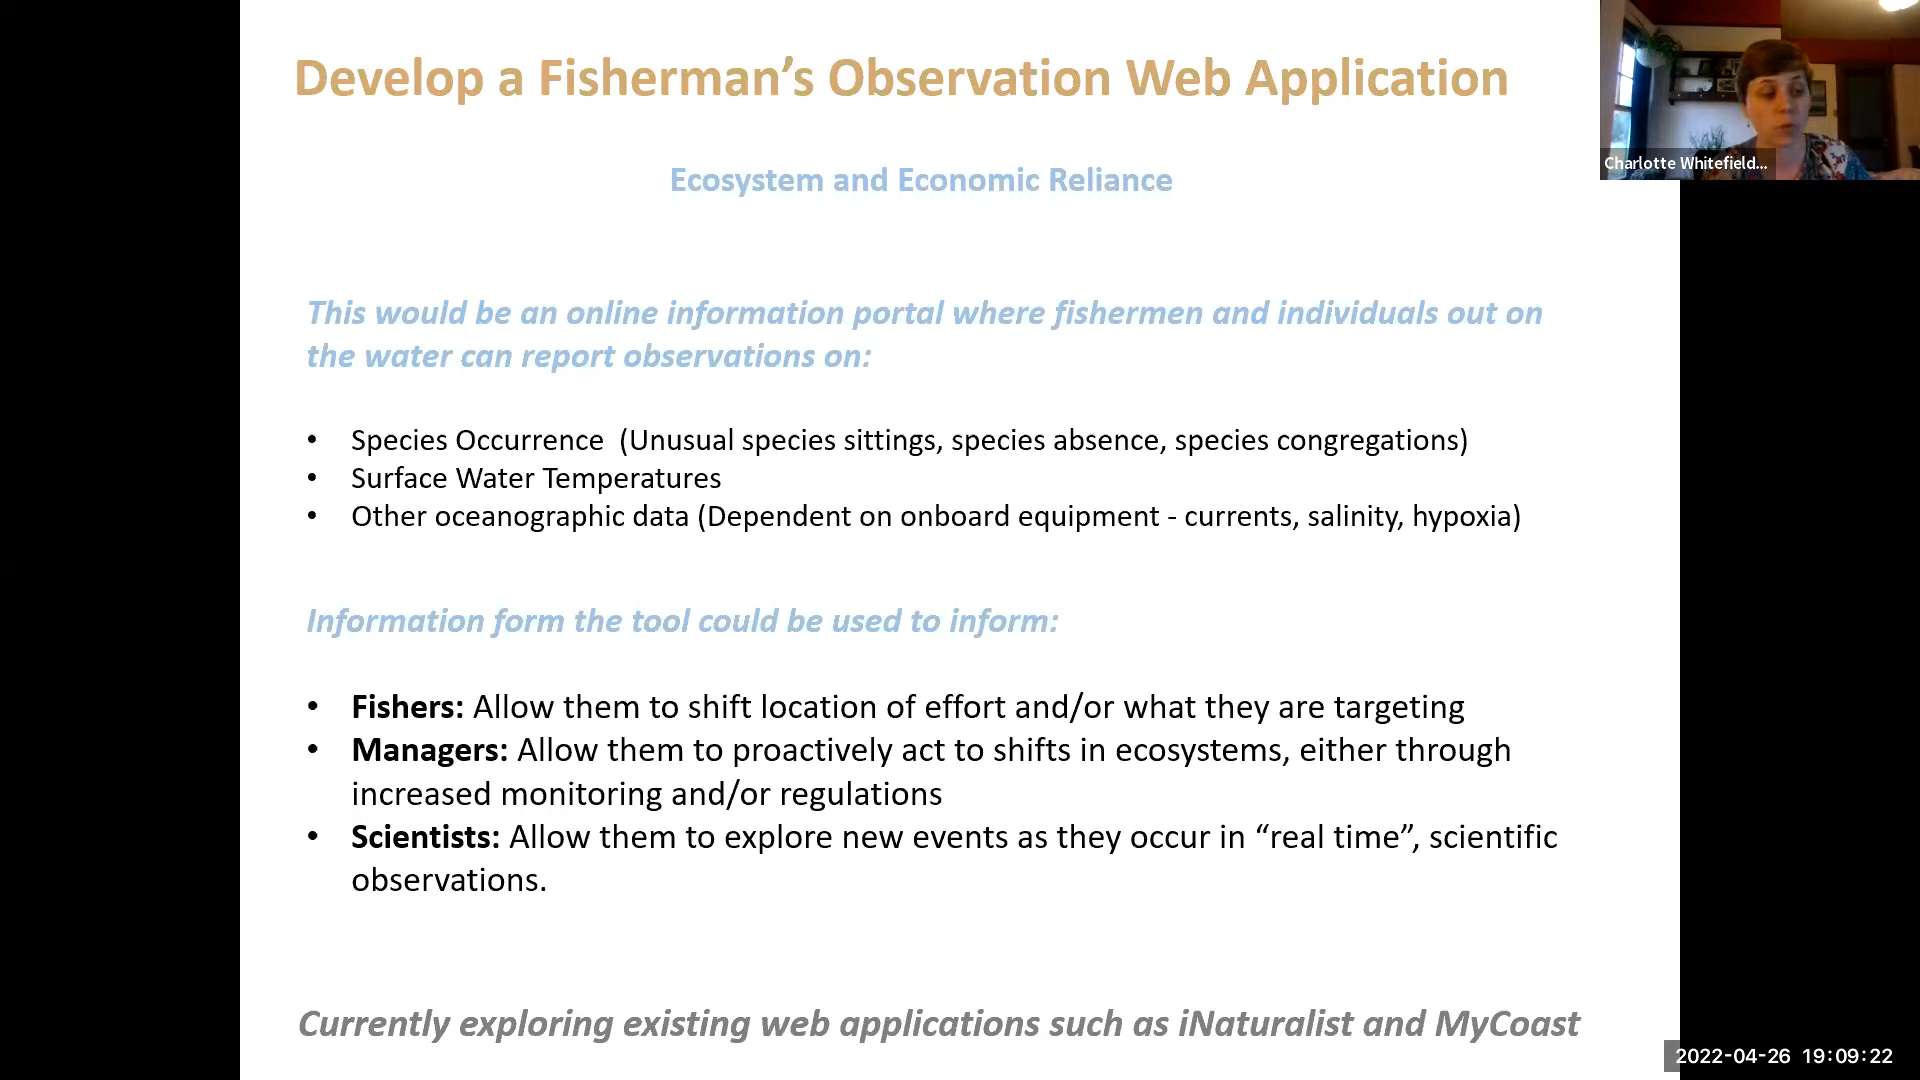 Develop a Fisherman’s Observation Web Application
Charlotte Whitefield...
Ecosystem and Economic Reliance
This would be an online information portal where fishermen and individuals out on
the water can report observations on:
• Species Occurrence  (Unusual species sittings, species absence, species congregations)
• Surface Water Temperatures
• Other oceanographic data (Dependent on onboard equipment - currents, salinity, hypoxia)
Information form the tool could be used to inform:
• Fishers: Allow them to shift location of effort and/or what they are targeting
• Managers: Allow them to proactively act to shifts in ecosystems, either through
increased monitoring and/or regulations
• Scientists: Allow them to explore new events as they occur in “real time”, scientific
observations.
Currently exploring existing web applications such as iNaturalist and MyCoast
2022-04-26 19:09:22